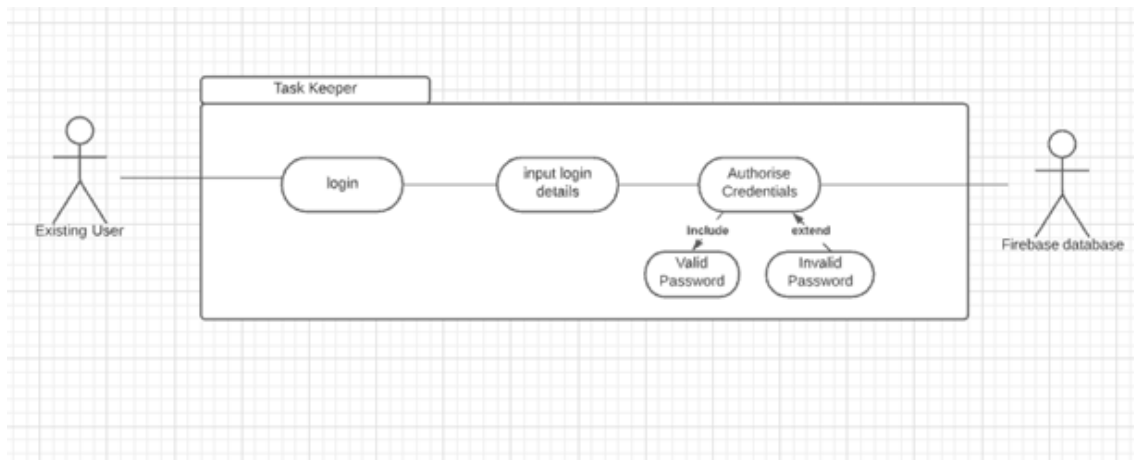 Task Keeper
login
input login
details
Authorise
Credentials
Include
extend
Valid
Password
Invalid
Password
Existing User
Firebase database